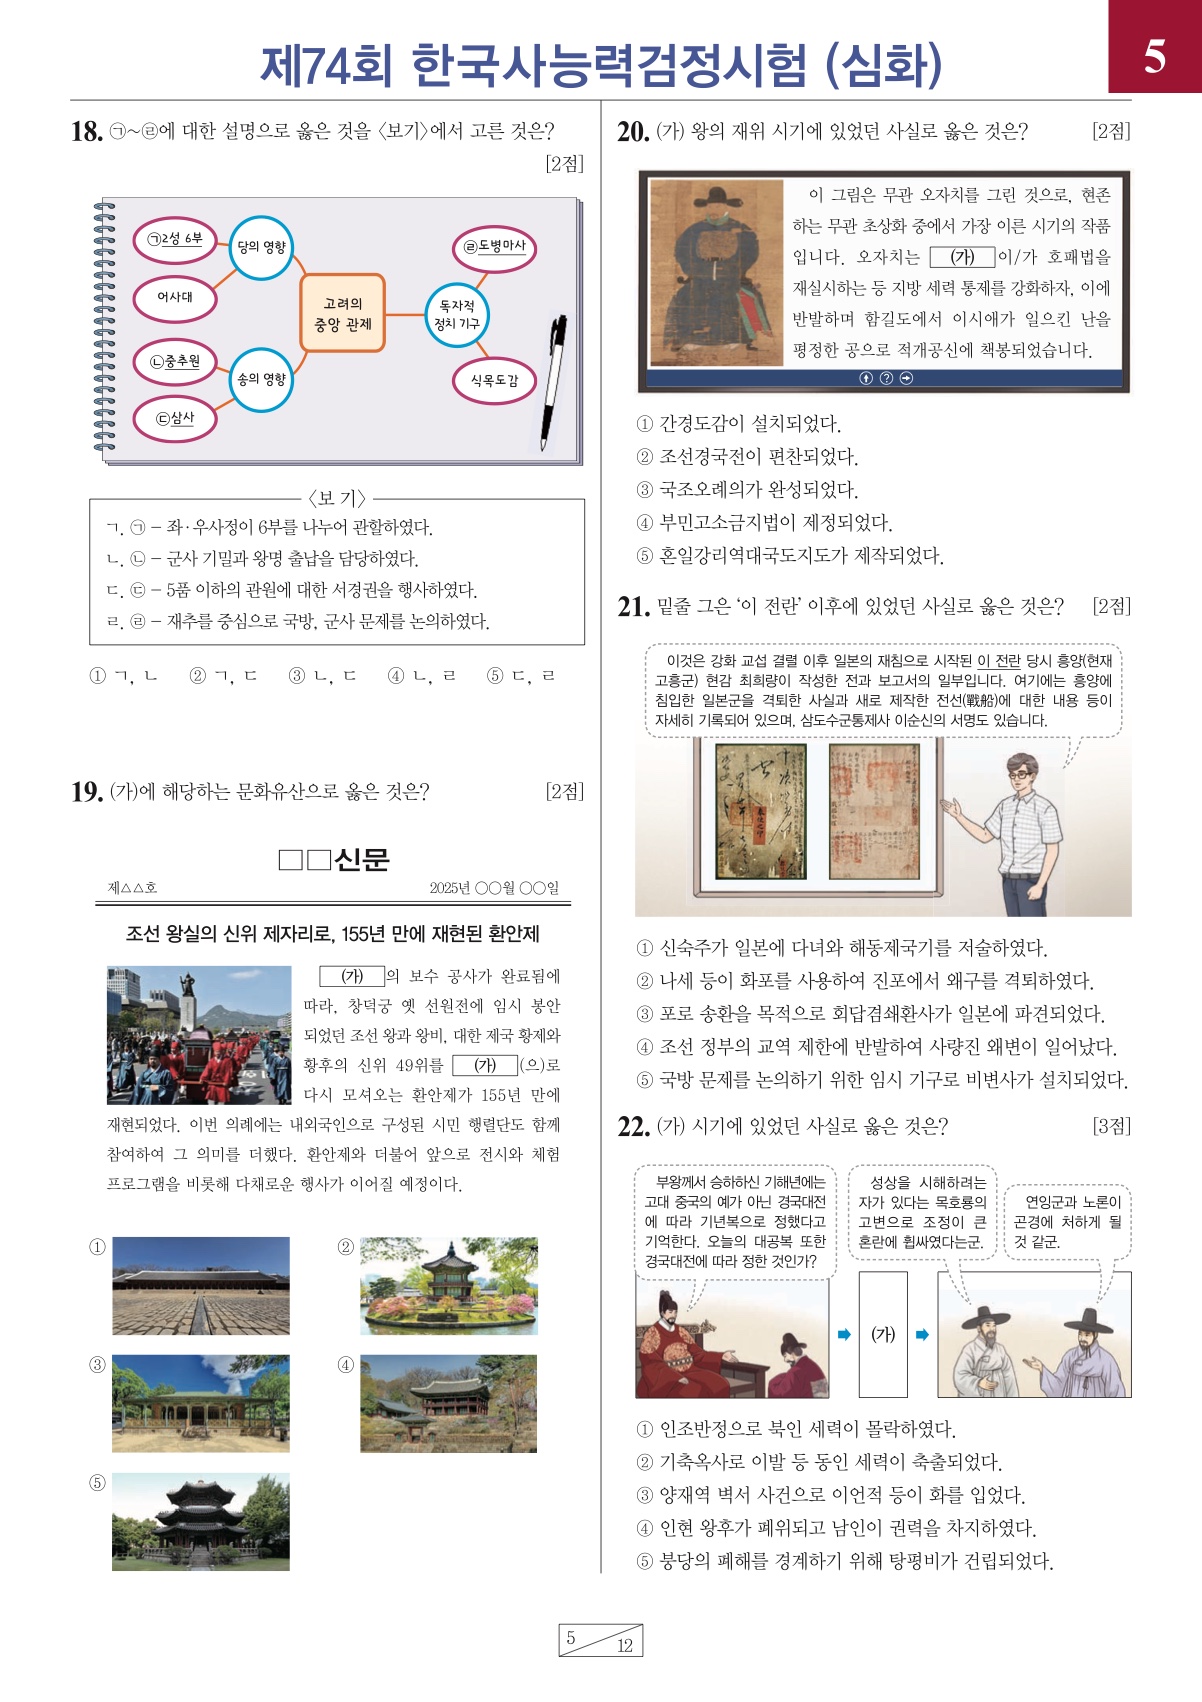 제74회 한국사능력검정시험 (심화)
5
18. ㉠~㉣에 대한 설명으로 옳은 것을 〈보기〉에서 고른 것은?
[2점]
㉠2성 6부
당의 영향
어사대
㉡중추원
송의 영향
㉢삼사
고려의
중앙 관제
독자적
정치 기구
㉣도병마사
식목도감
〈보 기〉
ㄱ. ㉠ - 좌·우사정이 6부를 나누어 관할하였다.
ㄴ. ㉡ - 군사 기밀과 왕명 출납을 담당하였다.
ㄷ. ㉢ - 5품 이하의 관원에 대한 서경권을 행사하였다.
ㄹ. ㉣ - 재추를 중심으로 국방, 군사 문제를 논의하였다.
① ㄱ, ㄴ ② ㄱ, ㄷ ③ ㄴ, ㄷ ④ ㄴ, ㄹ ⑤ ㄷ, ㄹ
19. (가)에 해당하는 문화유산으로 옳은 것은? [2점]
□□신문
제△△호 2025년 ○○월 ○○일
조선 왕실의 신위 제자리로, 155년 만에 재현된 환안제
(가) 의 보수 공사가 완료됨에
따라, 창덕궁 옛 선원전에 임시 봉안
되었던 조선 왕과 왕비, 대한 제국 황제와
황후의 신위 49위를 (가) (으)로
다시 모셔오는 환안제가 155년 만에
재현되었다. 이번 의례에는 내외국인으로 구성된 시민 행렬단도 함께
참여하여 그 의미를 더했다. 환안제와 더불어 앞으로 전시와 체험
프로그램을 비롯해 다채로운 행사가 이어질 예정이다.
① ②
③ ④
⑤
20. (가) 왕의 재위 시기에 있었던 사실로 옳은 것은? [2점]
이 그림은 무관 오자치를 그린 것으로, 현존
하는 무관 초상화 중에서 가장 이른 시기의 작품
입니다. 오자치는 (가) 이/가 호패법을
재실시하는 등 지방 세력 통제를 강화하자, 이에
반발하며 함길도에서 이시애가 일으킨 난을
평정한 공으로 적개공신에 책봉되었습니다.
① 간경도감이 설치되었다.
② 조선경국전이 편찬되었다.
③ 국조오례의가 완성되었다.
④ 부민고소금지법이 제정되었다.
⑤ 혼일강리역대국도지도가 제작되었다.
21. 밑줄 그은 ‘이 전란’ 이후에 있었던 사실로 옳은 것은? [2점]
이것은 강화 교섭 결렬 이후 일본의 재침으로 시작된 이 전란 당시 흥양(현재
고흥군) 현감 최희량이 작성한 전과 보고서의 일부입니다. 여기에는 흥양에
침입한 일본군을 격퇴한 사실과 새로 제작한 전선(戰船)에 대한 내용 등이
자세히 기록되어 있으며, 삼도수군통제사 이순신의 서명도 있습니다.
① 신숙주가 일본에 다녀와 해동제국기를 저술하였다.
② 나세 등이 화포를 사용하여 진포에서 왜구를 격퇴하였다.
③ 포로 송환을 목적으로 회답겸쇄환사가 일본에 파견되었다.
④ 조선 정부의 교역 제한에 반발하여 사량진 왜변이 일어났다.
⑤ 국방 문제를 논의하기 위한 임시 기구로 비변사가 설치되었다.
22. (가) 시기에 있었던 사실로 옳은 것은? [3점]
부왕께서 승하하신 기해년에는
고대 중국의 예가 아닌 경국대전
에 따라 기년복으로 정했다고
기억한다. 오늘의 대공복 또한
경국대전에 따라 정한 것인가?
(가)
성상을 시해하려는
자가 있다는 목호룡의
고변으로 조정이 큰
혼란에 휩싸였다는군.
연잉군과 노론이
곤경에 처하게 될
것 같군.
① 인조반정으로 북인 세력이 몰락하였다.
② 기축옥사로 이발 등 동인 세력이 축출되었다.
③ 양재역 벽서 사건으로 이언적 등이 화를 입었다.
④ 인현 왕후가 폐위되고 남인이 권력을 차지하였다.
⑤ 붕당의 폐해를 경계하기 위해 탕평비가 건립되었다.
5
12